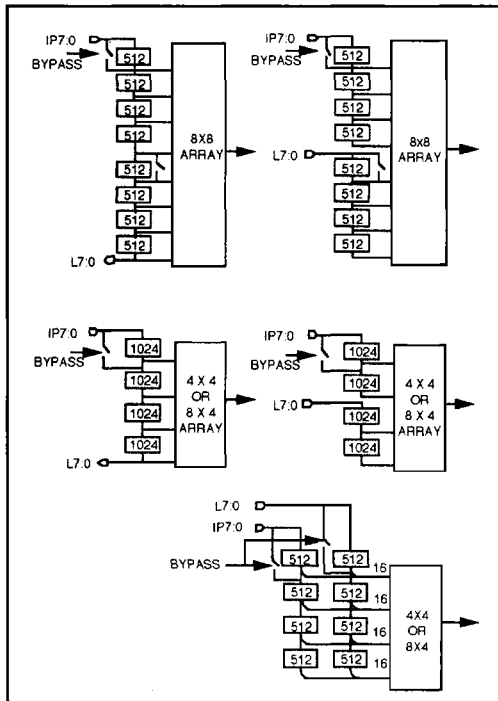 IP7:0
BYPASS
512
512
512
512
512
512
512
512
8X8
ARRAY
L7:0
IP7:0
BYPASS
512
512
512
512
L7:0
512
512
512
512
8x8
ARRAY
IP7:0
BYPASS
1024
1024
1024
1024
4 X 4
OR
8 X 4
ARRAY
L7:0
IP7:0
BYPASS
1024
1024
L7:0
1024
1024
4 X 4
OR
8 X 4
ARRAY
L7:0
IP7:0
BYPASS
512 512 16
512 512 16
512 512 16
512 512 16
4X4
OR
8X4